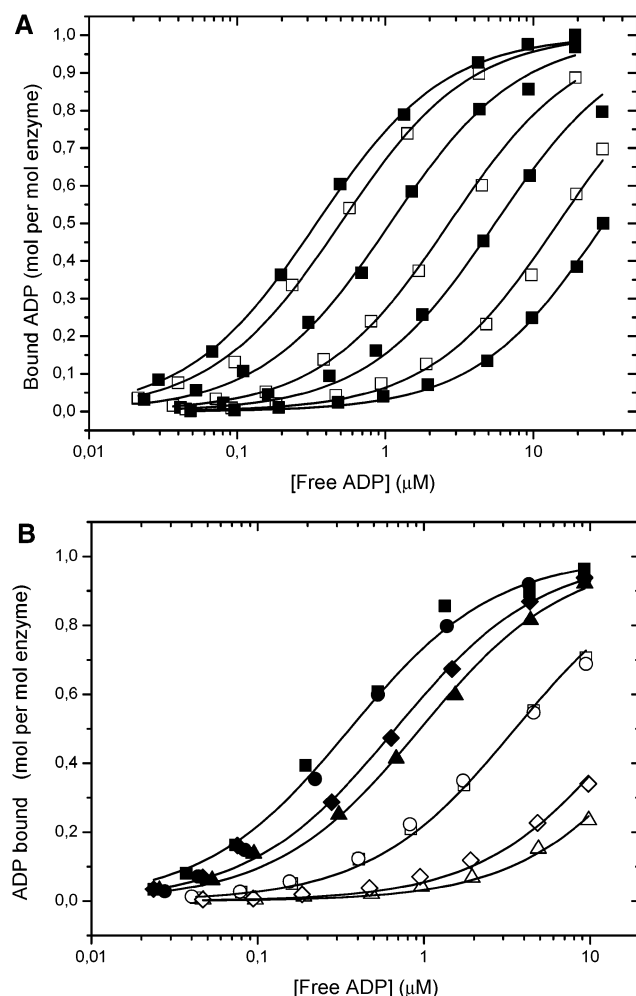 A
1,0
0,9
0,8
0,7
0,6
0,5
0,4
0,3
0,2
0,1
0,0
Bound ADP (mol per mol enzyme)
0,01 0,1 1 10
[Free ADP] (μM)
B
1,0
0,8
0,6
0,4
0,2
0,0
ADP bound (mol per mol enzyme)
0,01 0,1 1 10
[Free ADP] (μM)